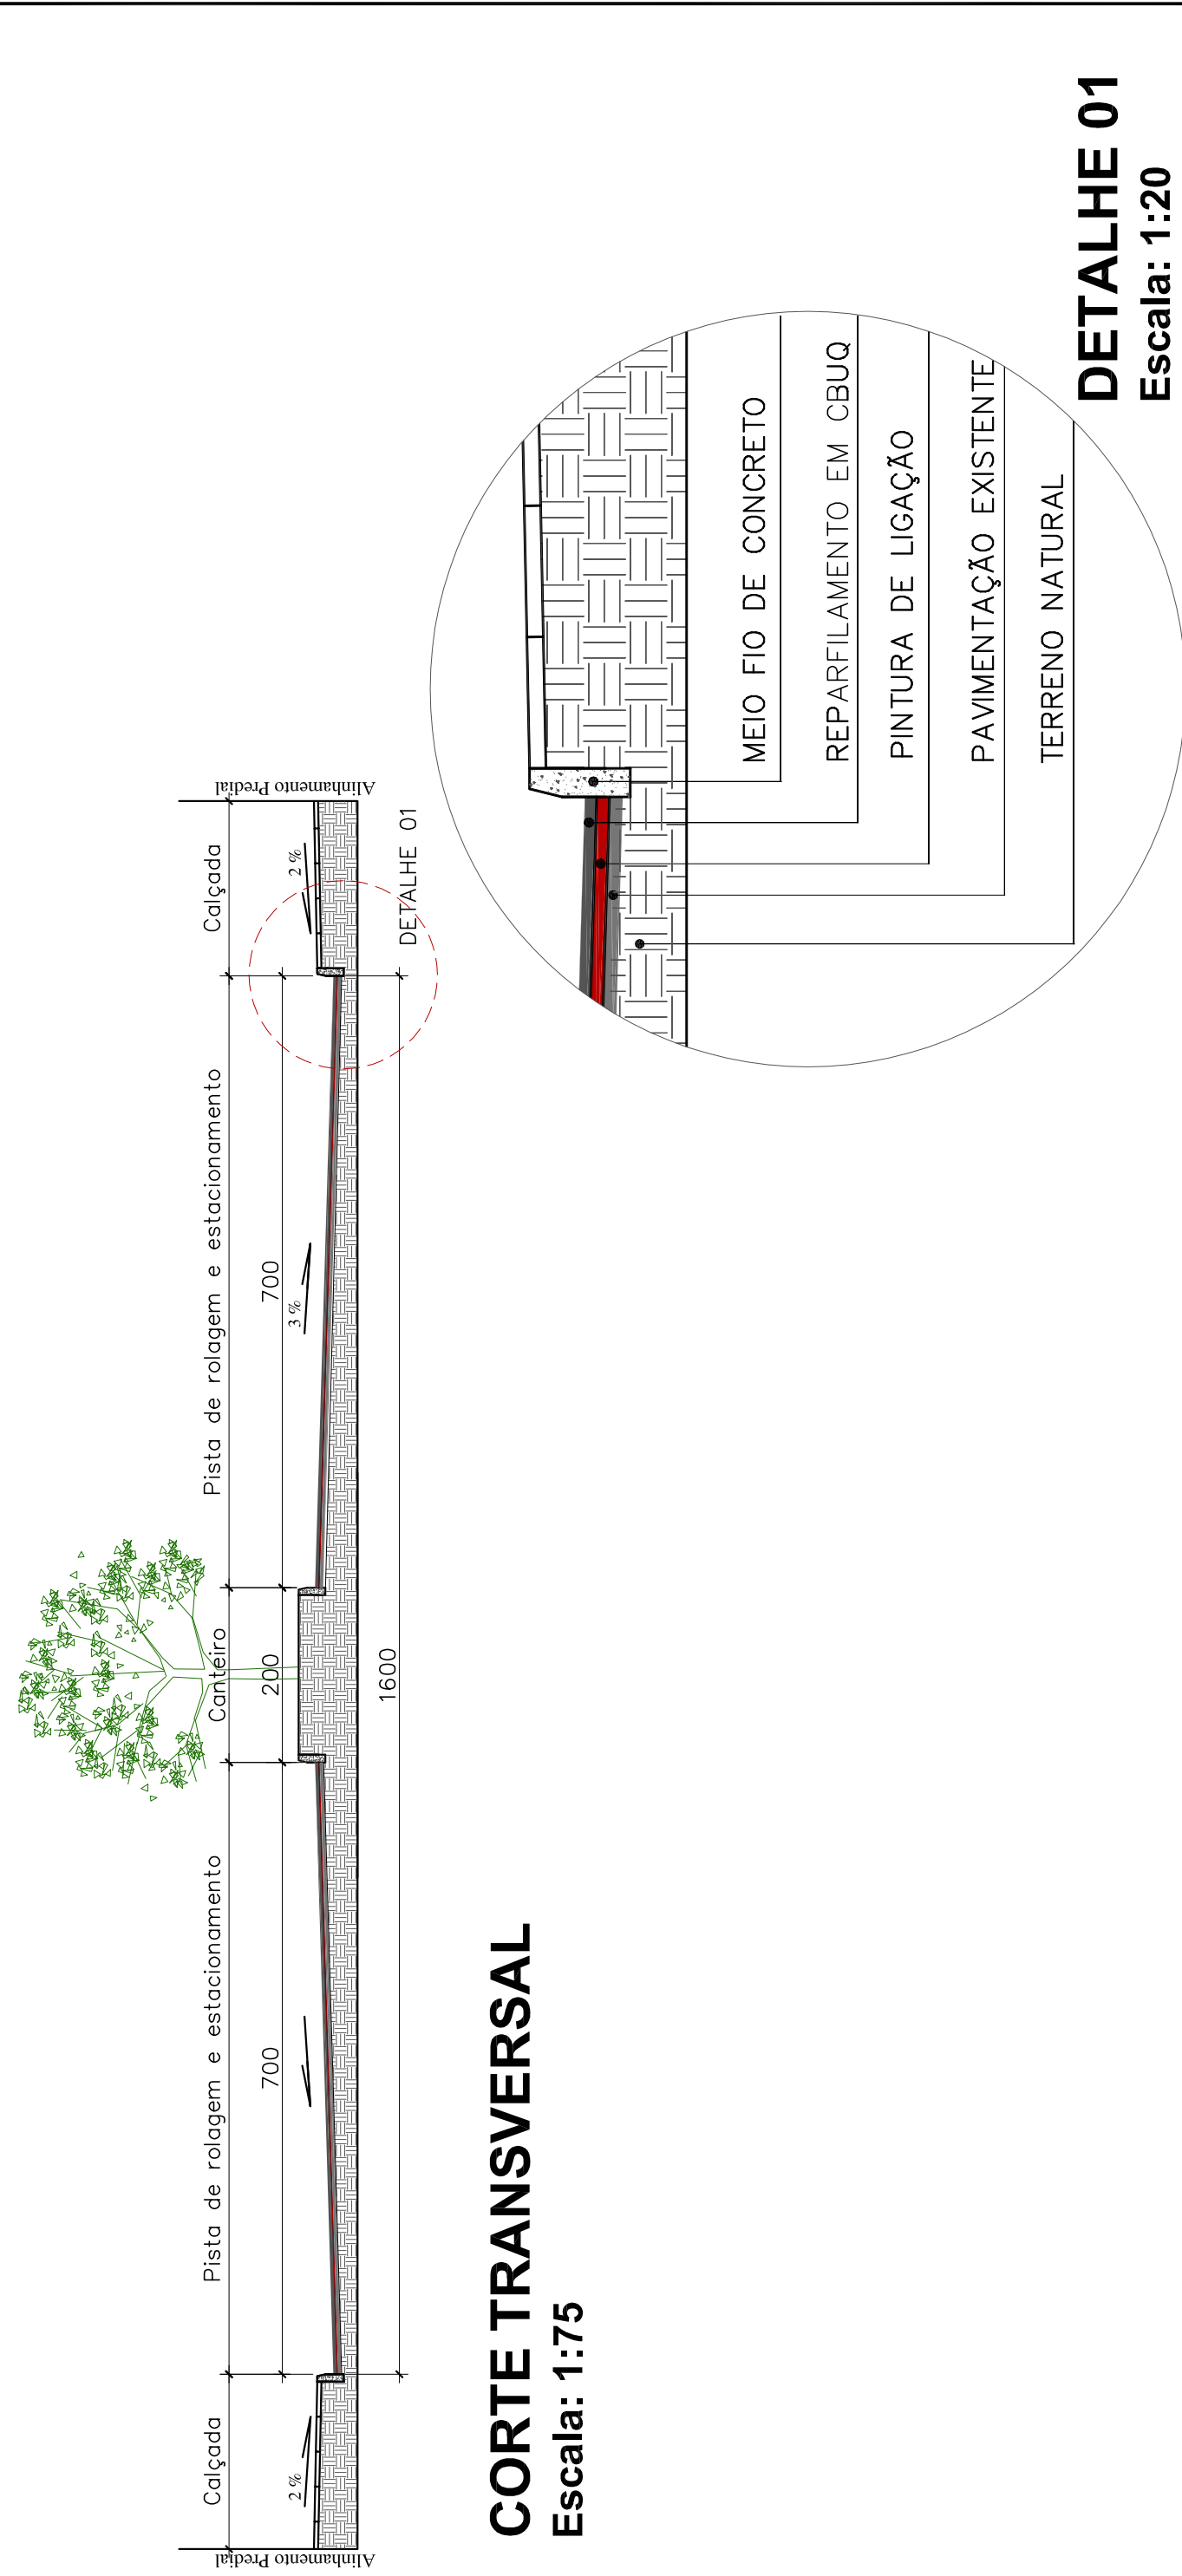 Alinhamento Predial
Calçada
Pista de rolagem e estacionamento
Canteiro
Pista de rolagem e estacionamento
Calçada
Alinhamento Predial
700
200
700
2 %
3 %
2 %
1600
DETALHE 01
CORTE TRANSVERSAL
Escala: 1:75
MEIO FIO DE CONCRETO
REPARFILAMENTO EM CBUQ
PINTURA DE LIGAÇÃO
PAVIMENTAÇÃO EXISTENTE
TERRENO NATURAL
DETALHE 01
Escala: 1:20